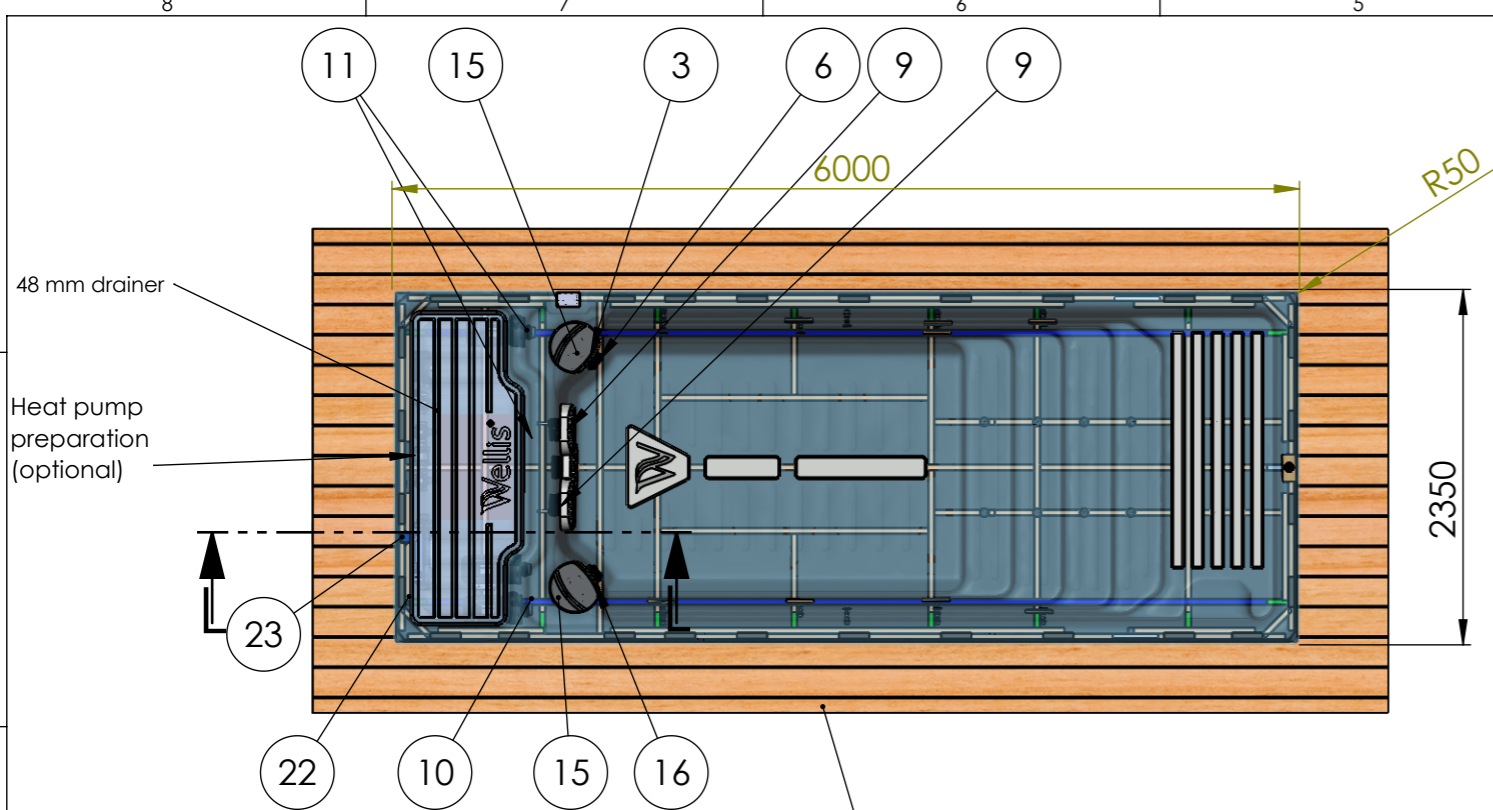 8
7
6
5
11
15
3
6
9
9
6000
R50
48 mm drainer
Heat pump
preparation
(optional)
Wellis®
2350
23
22
10
15
16